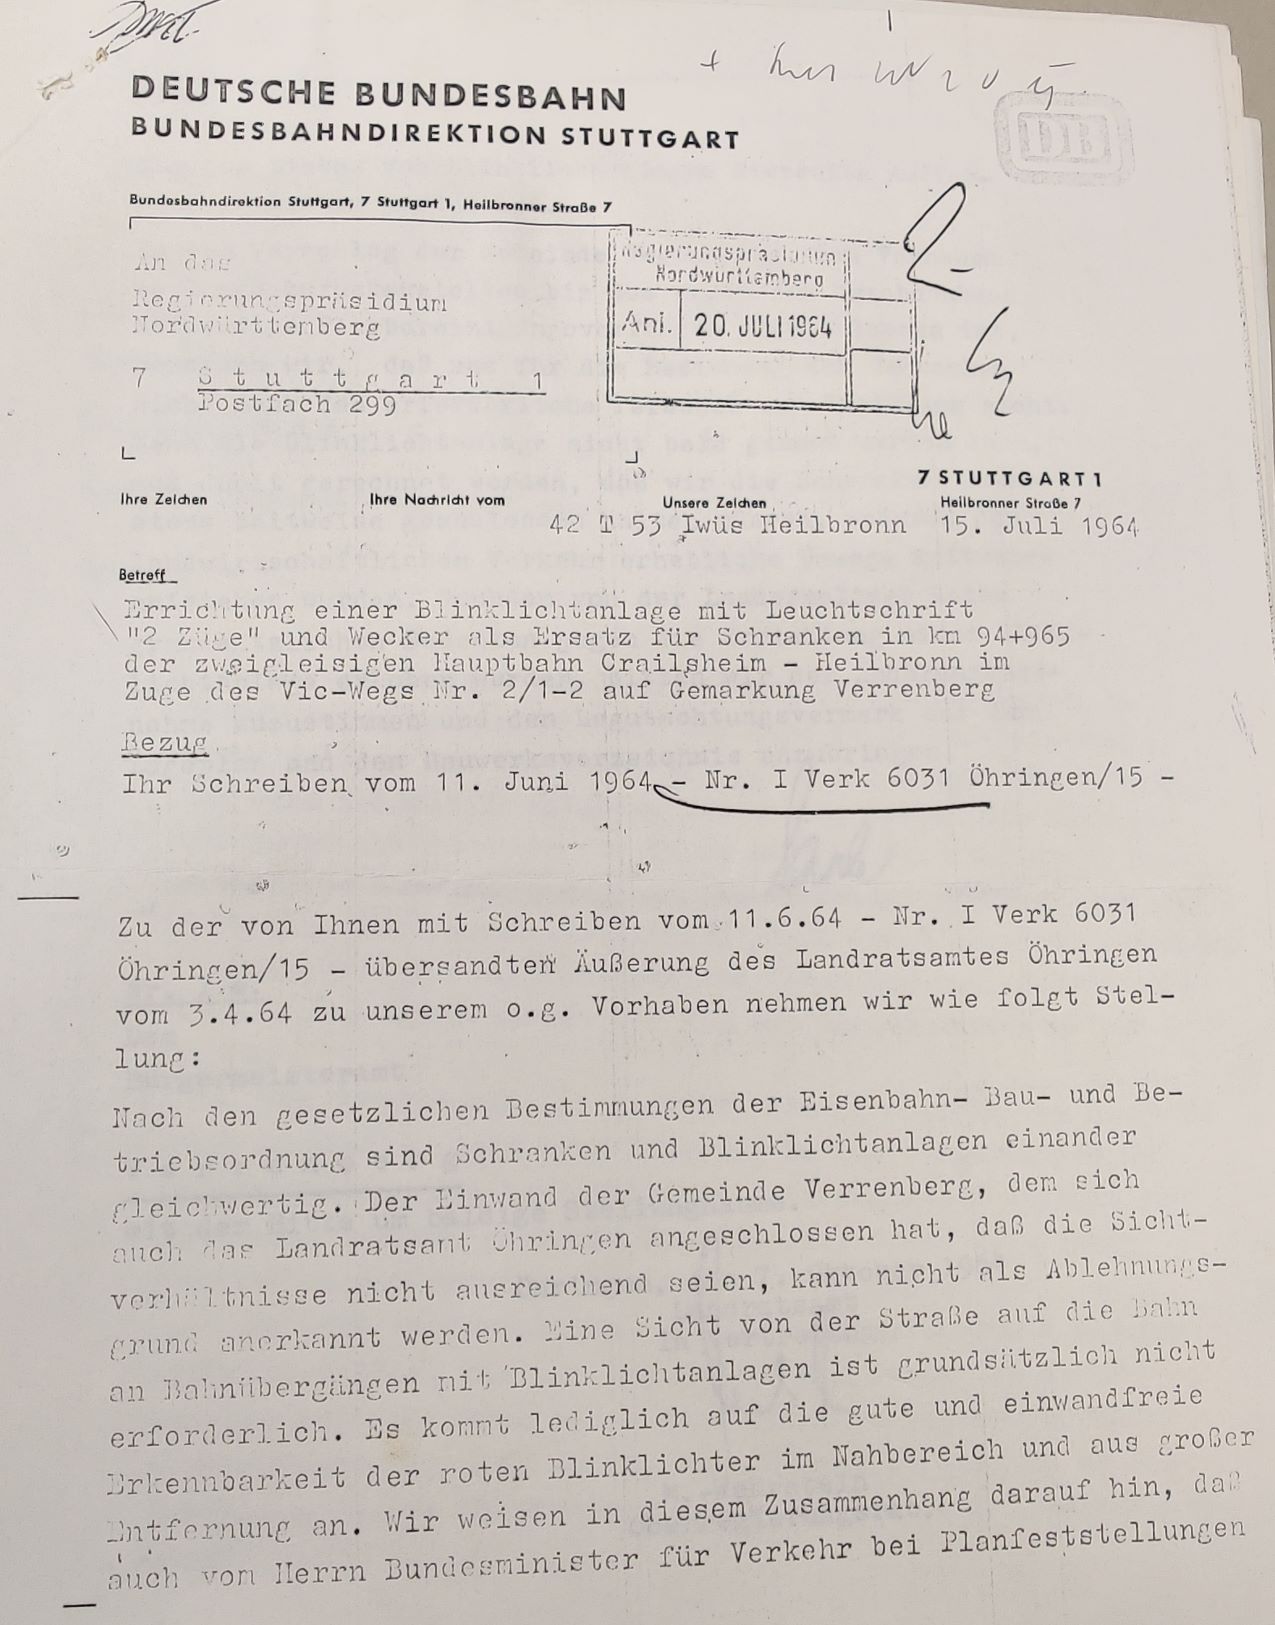 DEUTSCHE BUNDESBAHN
BUNDESBAHNDIREKTION STUTTGART
DB
Bundesbahndirektion Stuttgart, 7 Stuttgart 1, Heilbronner Straße 7
An das
Regierungspräsidium
Nordwürttemberg
7 Stuttgart 1
Postfach 299
Regierungspräsidium
Nordwürttemberg
Anl. 20. JULI 1964
7 STUTTGART 1
Heilbronner Straße 7
Ihre Zeichen Ihre Nachricht vom Unsere Zeichen
42 T 53 Iwüs Heilbronn 15. Juli 1964
Betreff
Errichtung einer Blinklichtanlage mit Leuchtschrift
"2 Züge" und Wecker als Ersatz für Schranken in km 94+965
der zweigleisigen Hauptbahn Crailsheim - Heilbronn im
Zuge des Vic-Wegs Nr. 2/1-2 auf Gemarkung Verrenberg
Bezug
Ihr Schreiben vom 11. Juni 1964 - Nr. I Verk 6031 Öhringen/15 -
Zu der von Ihnen mit Schreiben vom 11.6.64 - Nr. I Verk 6031
Öhringen/15 - übersandten Äußerung des Landratsamtes Öhringen
vom 3.4.64 zu unserem o.g. Vorhaben nehmen wir wie folgt Stel-
lung:
Nach den gesetzlichen Bestimmungen der Eisenbahn- Bau- und Be-
triebsordnung sind Schranken und Blinklichtanlagen einander
gleichwertig. Der Einwand der Gemeinde Verrenberg, dem sich
auch das Landratsamt Öhringen angeschlossen hat, daß die Sicht-
verhältnisse nicht ausreichend seien, kann nicht als Ablehnungs-
grund anerkannt werden. Eine Sicht von der Straße auf die Bahn
an Bahnübergängen mit Blinklichtanlagen ist grundsätzlich nicht
erforderlich. Es kommt lediglich auf die gute und einwandfreie
Erkennbarkeit der roten Blinklichter im Nahbereich und aus großer
Entfernung an. Wir weisen in diesem Zusammenhang darauf hin, daß
auch vom Herrn Bundesminister für Verkehr bei Planfeststellungen